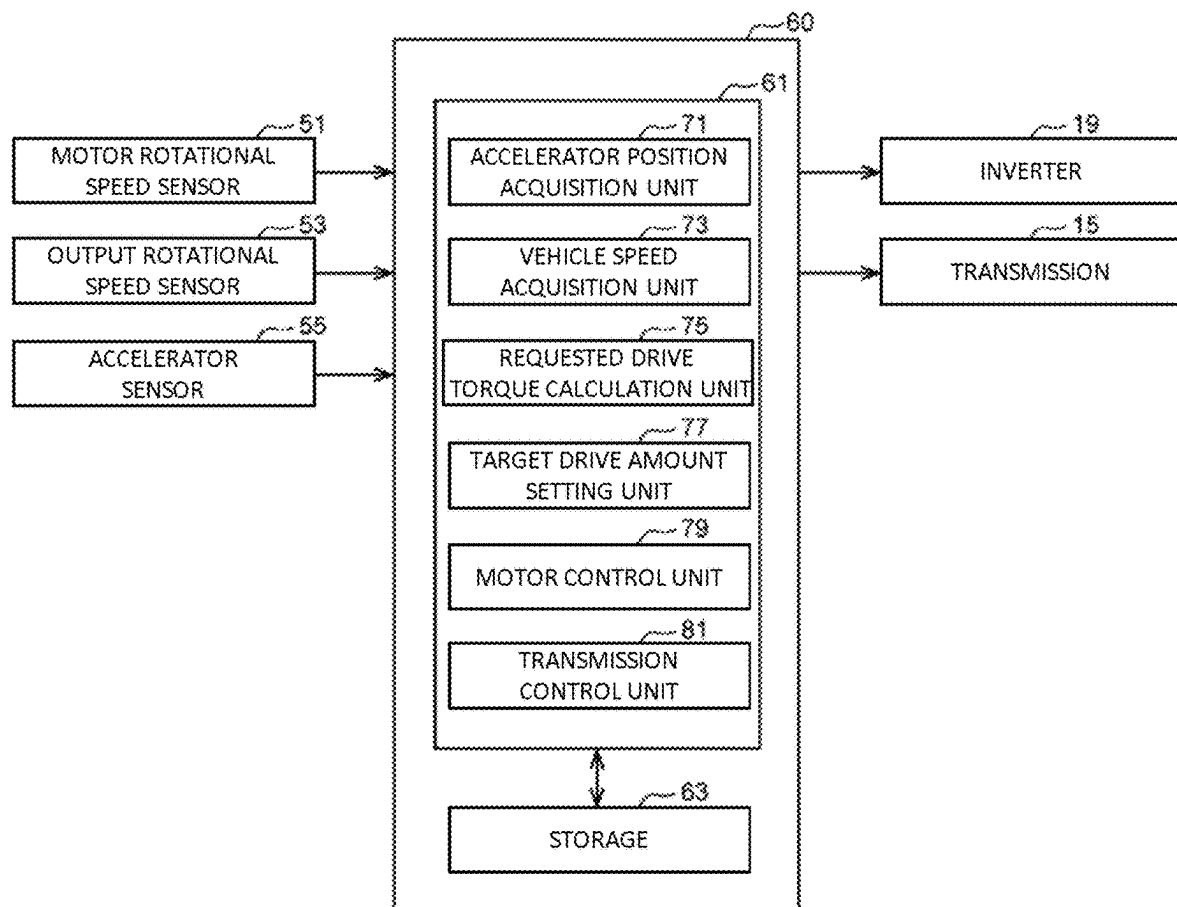 60
61
51
MOTOR ROTATIONAL
SPEED SENSOR
53
OUTPUT ROTATIONAL
SPEED SENSOR
55
ACCELERATOR
SENSOR
71
ACCELERATOR POSITION
ACQUISITION UNIT
73
VEHICLE SPEED
ACQUISITION UNIT
75
REQUESTED DRIVE
TORQUE CALCULATION UNIT
77
TARGET DRIVE AMOUNT
SETTING UNIT
79
MOTOR CONTROL UNIT
81
TRANSMISSION
CONTROL UNIT
63
STORAGE
19
INVERTER
15
TRANSMISSION